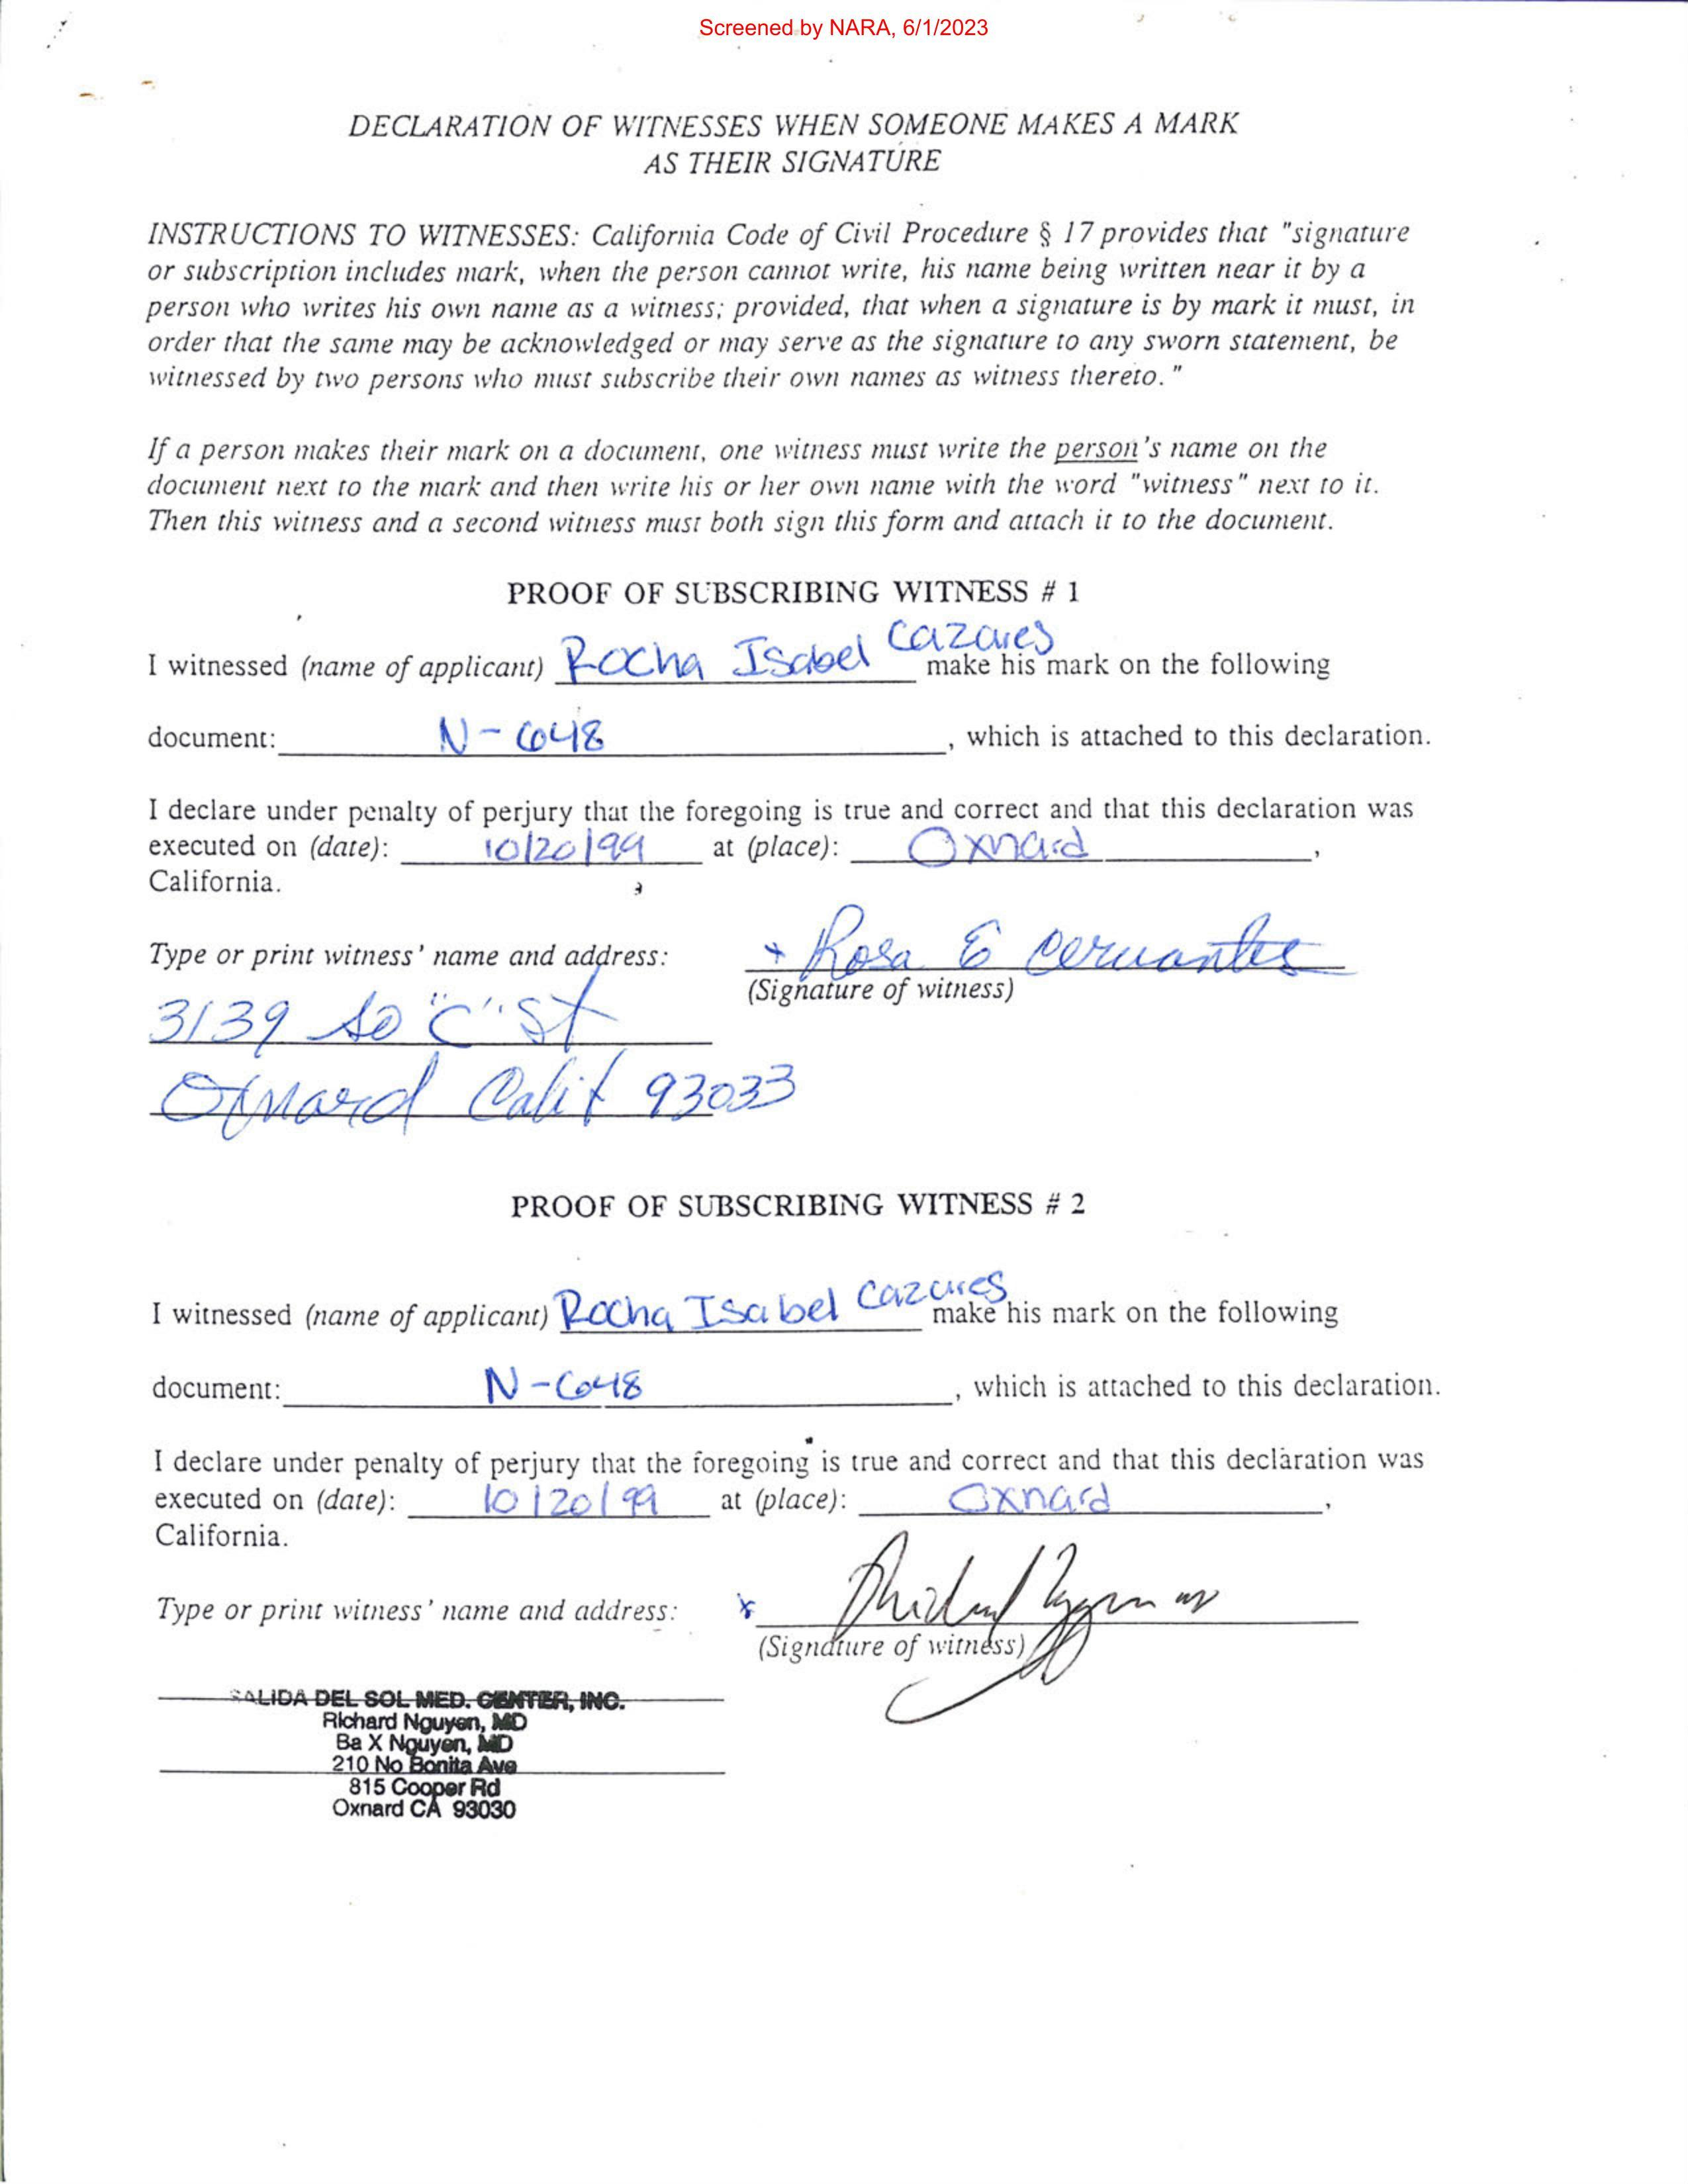 Screened by NARA, 6/1/2023
DECLARATION OF WITNESSES WHEN SOMEONE MAKES A MARK
AS THEIR SIGNATURE
INSTRUCTIONS TO WITNESSES: California Code of Civil Procedure § 17 provides that "signature
or subscription includes mark, when the person cannot write, his name being written near it by a
person who writes his own name as a witness; provided, that when a signature is by mark it must, in
order that the same may be acknowledged or may serve as the signature to any sworn statement, be
witnessed by two persons who must subscribe their own names as witness thereto."
If a person makes their mark on a document, one witness must write the person's name on the
document next to the mark and then write his or her own name with the word "witness" next to it.
Then this witness and a second witness must both sign this form and attach it to the document.
PROOF OF SUBSCRIBING WITNESS # 1
I witnessed (name of applicant) Rocha Isabel Cazares make his mark on the following
document: N-648, which is attached to this declaration.
I declare under penalty of perjury that the foregoing is true and correct and that this declaration was
executed on (date): 10/20/99 at (place): Oxnard,
California.
Type or print witness' name and address: + Rosa E Cervantes
(Signature of witness)
3139 So "C" St
Oxnard Calif 93033
PROOF OF SUBSCRIBING WITNESS # 2
I witnessed (name of applicant) Rocha Isabel Cazares make his mark on the following
document: N-648, which is attached to this declaration.
I declare under penalty of perjury that the foregoing is true and correct and that this declaration was
executed on (date): 10/20/99 at (place): Oxnard,
California.
Type or print witness' name and address: x
(Signature of witness)
SALIDA DEL SOL MED. CENTER, INC.
Richard Nguyen, MD
Ba X Nguyen, MD
210 No Bonita Ave
815 Cooper Rd
Oxnard CA 93030